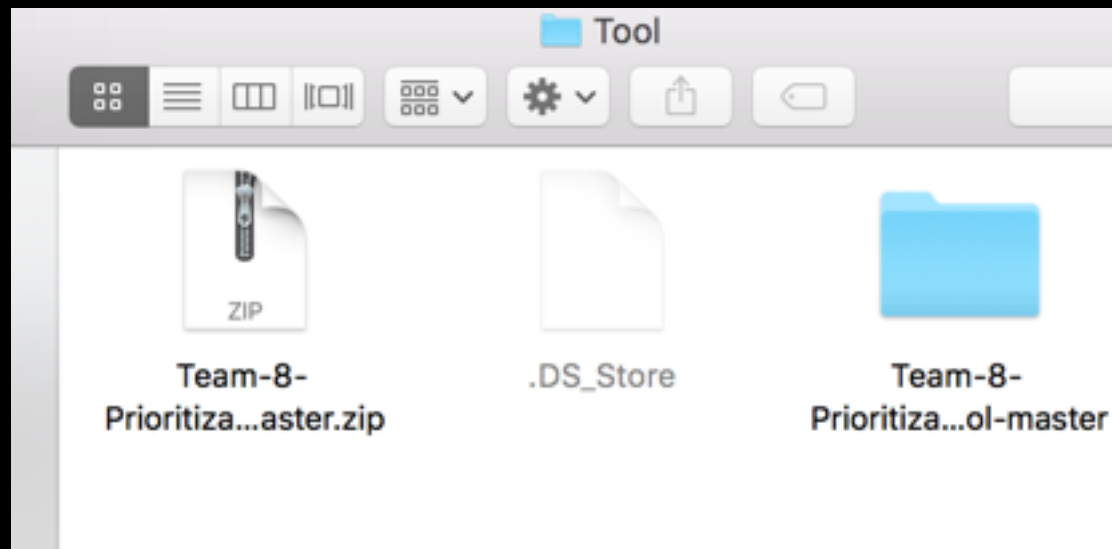 Tool
ZIP
Team-8-
Prioritiza...aster.zip
.DS_Store
Team-8-
Prioritiza...ol-master